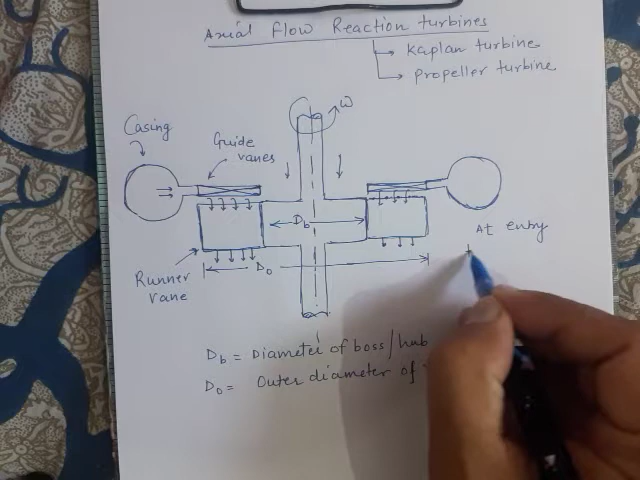 Axial Flow Reaction turbines
Kaplan turbine
propeller turbine
ω
Casing
Guide
vanes
Db
At entry
Runner
vane
Do
Db = Diameter of boss/hub
Do = Outer diameter of